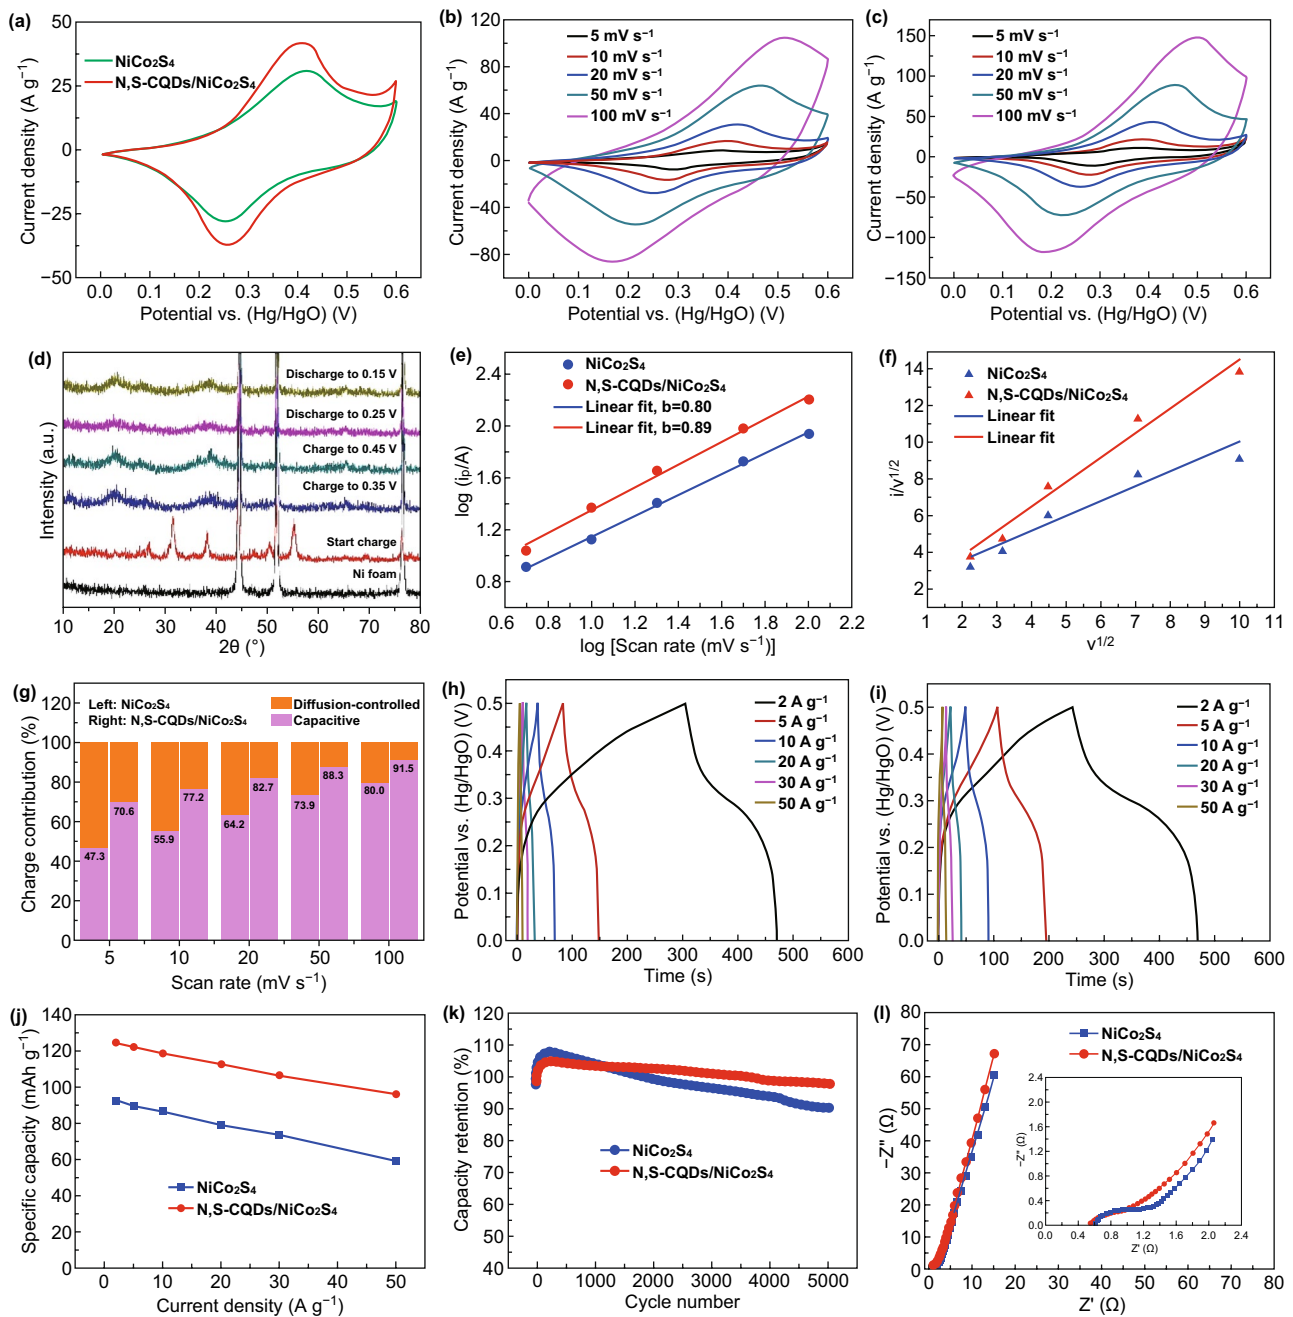 (a)
50
25
0
−25
−50
Current density (A g⁻¹)
NiCo₂S₄
N,S-CQDs/NiCo₂S₄
0.0 0.1 0.2 0.3 0.4 0.5 0.6
Potential vs. (Hg/HgO) (V)
(b)
120
80
40
0
−40
−80
Current density (A g⁻¹)
5 mV s⁻¹
10 mV s⁻¹
20 mV s⁻¹
50 mV s⁻¹
100 mV s⁻¹
0.0 0.1 0.2 0.3 0.4 0.5 0.6
Potential vs. (Hg/HgO) (V)
(c)
150
100
50
0
−50
−100
−150
Current density (A g⁻¹)
5 mV s⁻¹
10 mV s⁻¹
20 mV s⁻¹
50 mV s⁻¹
100 mV s⁻¹
0.0 0.1 0.2 0.3 0.4 0.5 0.6
Potential vs. (Hg/HgO) (V)
(d)
Intensity (a.u.)
Discharge to 0.15 V
Discharge to 0.25 V
Charge to 0.45 V
Charge to 0.35 V
Start charge
Ni foam
10 20 30 40 50 60 70 80
2θ (°)
(e)
2.4
2.0
1.6
1.2
0.8
log (iₚ/A)
NiCo₂S₄
N,S-CQDs/NiCo₂S₄
Linear fit, b=0.80
Linear fit, b=0.89
0.6 0.8 1.0 1.2 1.4 1.6 1.8 2.0 2.2
log [Scan rate (mV s⁻¹)]
(f)
14
12
10
8
6
4
2
i/v¹ᐟ²
NiCo₂S₄
N,S-CQDs/NiCo₂S₄
Linear fit
Linear fit
1 2 3 4 5 6 7 8 9 10 11
v¹ᐟ²
(g)
120
100
80
60
40
20
0
Charge contribution (%)
Left: NiCo₂S₄
Right: N,S-CQDs/NiCo₂S₄
Diffusion-controlled
Capacitive
47.3 70.6 55.9 77.2 64.2 82.7 73.9 88.3 80.0 91.5
5 10 20 50 100
Scan rate (mV s⁻¹)
(h)
0.5
0.4
0.3
0.2
0.1
0.0
Potential vs. (Hg/HgO) (V)
2 A g⁻¹
5 A g⁻¹
10 A g⁻¹
20 A g⁻¹
30 A g⁻¹
50 A g⁻¹
0 100 200 300 400 500 600
Time (s)
(i)
0.5
0.4
0.3
0.2
0.1
0.0
Potential vs. (Hg/HgO) (V)
2 A g⁻¹
5 A g⁻¹
10 A g⁻¹
20 A g⁻¹
30 A g⁻¹
50 A g⁻¹
0 100 200 300 400 500 600
Time (s)
(j)
140
120
100
80
60
40
20
0
Specific capacity (mAh g⁻¹)
NiCo₂S₄
N,S-CQDs/NiCo₂S₄
0 10 20 30 40 50
Current density (A g⁻¹)
(k)
120
110
100
90
80
70
60
50
40
Capacity retention (%)
NiCo₂S₄
N,S-CQDs/NiCo₂S₄
0 1000 2000 3000 4000 5000
Cycle number
(l)
−80
70
60
50
40
30
20
10
0
−Z" (Ω)
NiCo₂S₄
N,S-CQDs/NiCo₂S₄
2.4
2.0
1.6
1.2
0.8
0.4
0.0
−Z" (Ω)
0.0 0.4 0.8 1.2 1.6 2.0 2.4
Z' (Ω)
0 5 10 15 20 25 30 70 80
Z' (Ω)